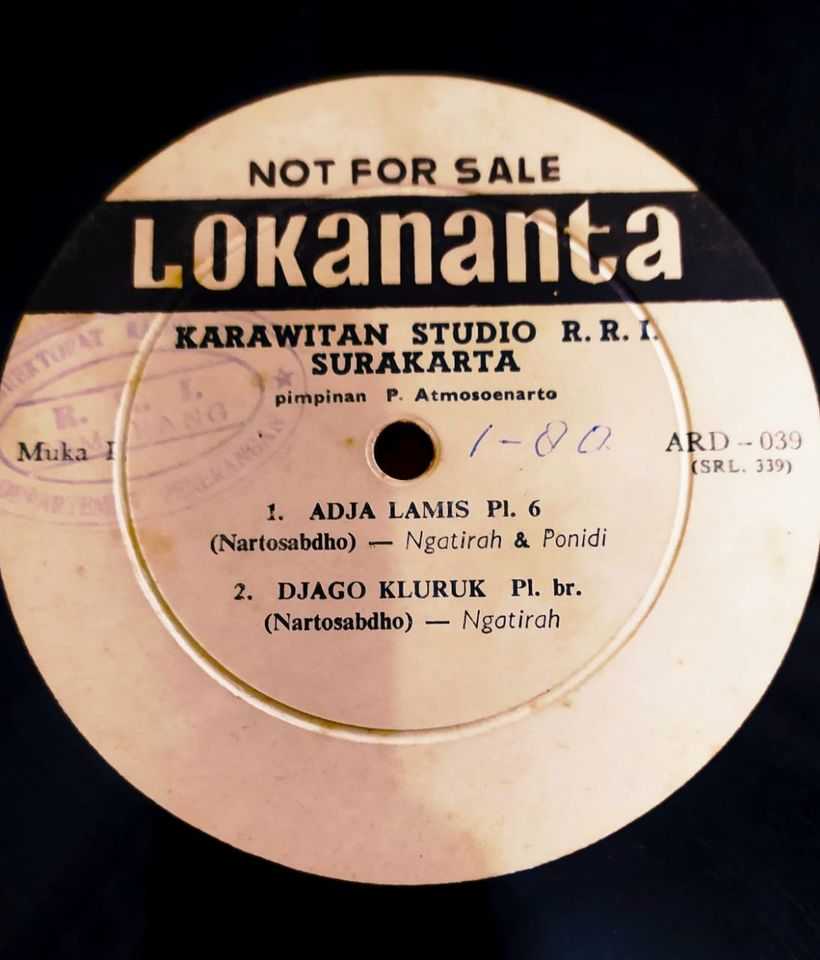 NOT FOR SALE
LOKananta
KARAWITAN STUDIO R. R. I.
SURAKARTA
pimpinan P. Atmosoenarto
Muka I
1-80
ARD - 039
(SRL. 339)
1. ADJA LAMIS Pl. 6
(Nartosabdho) — Ngatirah & Ponidi
2. DJAGO KLURUK Pl. br.
(Nartosabdho) — Ngatirah
R. R. I.
PENERANGAN